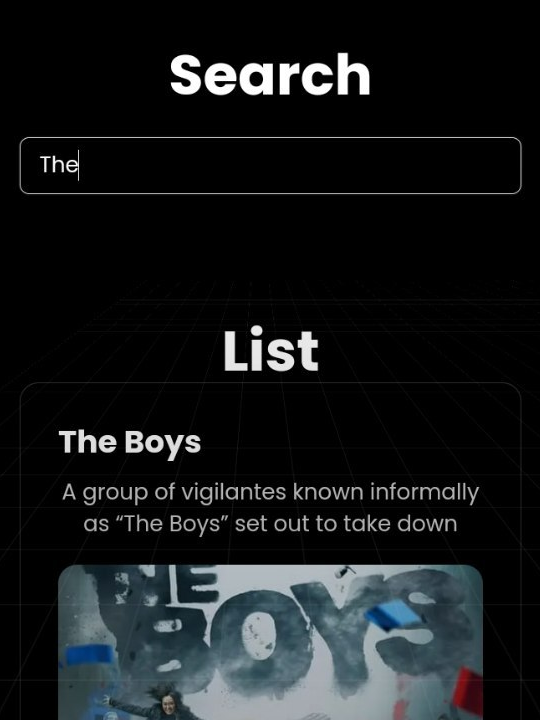 Search
The
List
The Boys
A group of vigilantes known informally
as “The Boys” set out to take down
THE
BOYS